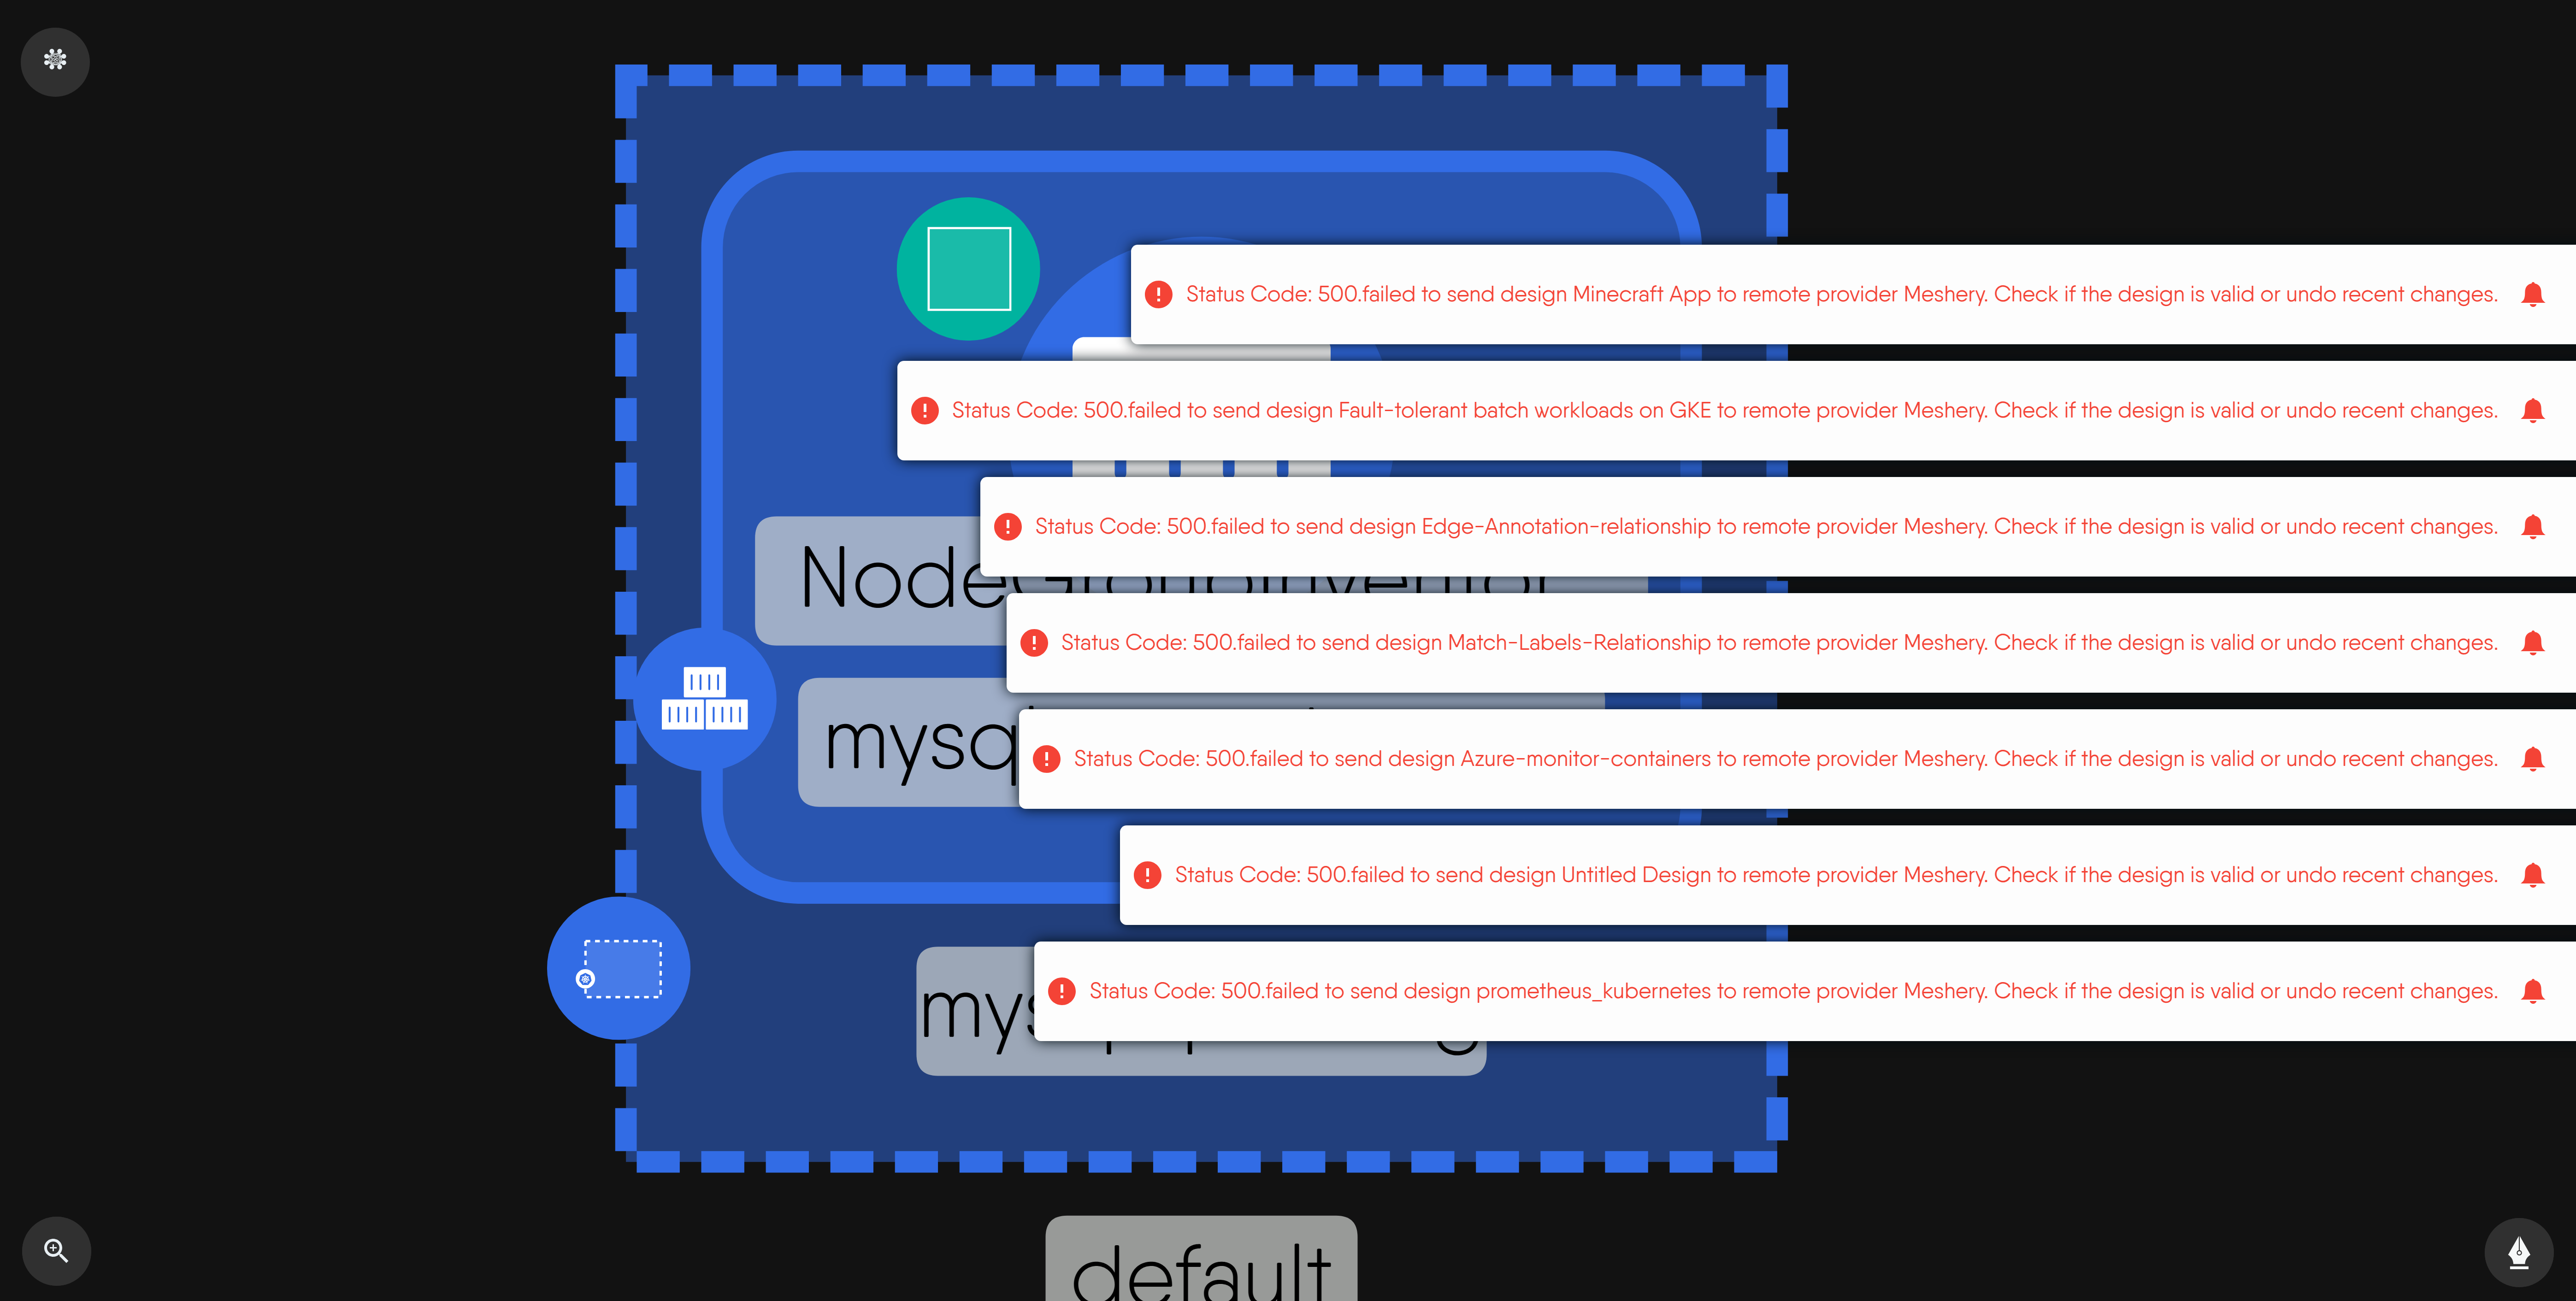 Status Code: 500.failed to send design Minecraft App to remote provider Meshery. Check if the design is valid or undo recent changes.
Status Code: 500.failed to send design Fault-tolerant batch workloads on GKE to remote provider Meshery. Check if the design is valid or undo recent changes.
Status Code: 500.failed to send design Edge-Annotation-relationship to remote provider Meshery. Check if the design is valid or undo recent changes.
Status Code: 500.failed to send design Match-Labels-Relationship to remote provider Meshery. Check if the design is valid or undo recent changes.
Status Code: 500.failed to send design Azure-monitor-containers to remote provider Meshery. Check if the design is valid or undo recent changes.
Status Code: 500.failed to send design Untitled Design to remote provider Meshery. Check if the design is valid or undo recent changes.
Status Code: 500.failed to send design prometheus_kubernetes to remote provider Meshery. Check if the design is valid or undo recent changes.
default